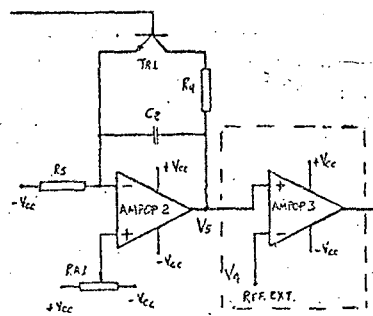 TR1
R4
C2
R5
-Vcc
+Vcc
AMPOP 2
-Vcc
V5
+Vcc
AMPOP 3
-Vcc
V4
REF. EXT.
RA3
+Vcc
-Vcc